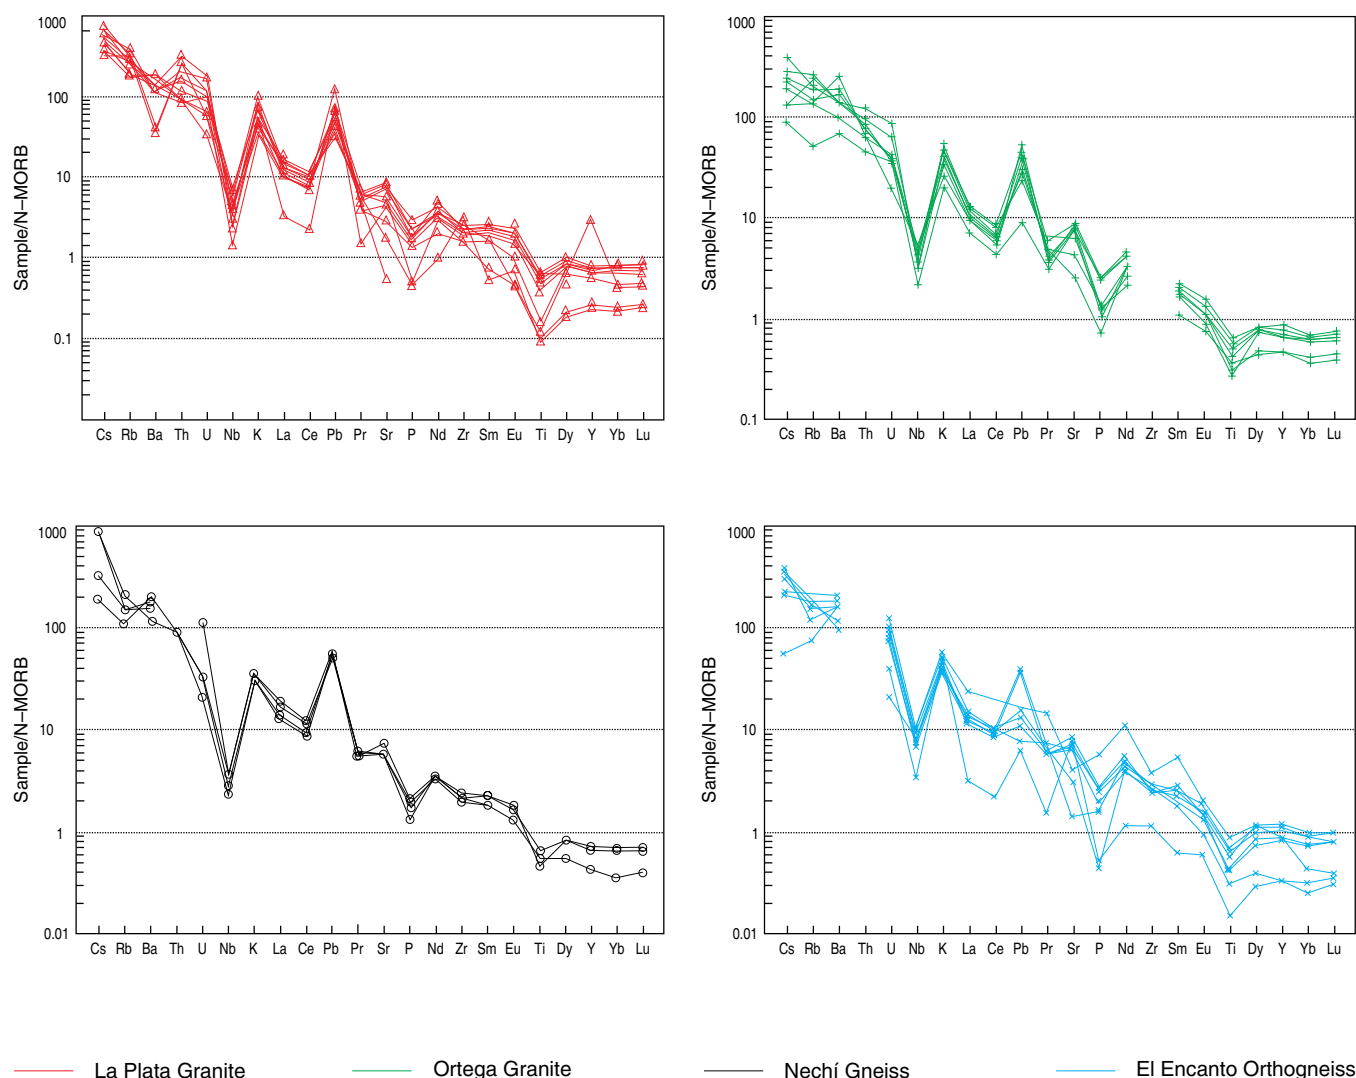 1000
100
10
1
0.1
Sample/N–MORB
Cs Rb Ba Th U Nb K La Ce Pb Pr Sr P Nd Zr Sm Eu Ti Dy Y Yb Lu
1000
100
10
1
0.1
Sample/N–MORB
Cs Rb Ba Th U Nb K La Ce Pb Pr Sr P Nd Zr Sm Eu Ti Dy Y Yb Lu
1000
100
10
1
0.01
Sample/N–MORB
Cs Rb Ba Th U Nb K La Ce Pb Pr Sr P Nd Zr Sm Eu Ti Dy Y Yb Lu
1000
100
10
1
0.01
Sample/N–MORB
Cs Rb Ba Th U Nb K La Ce Pb Pr Sr P Nd Zr Sm Eu Ti Dy Y Yb Lu
La Plata Granite
Ortega Granite
Nechí Gneiss
El Encanto Orthogneiss